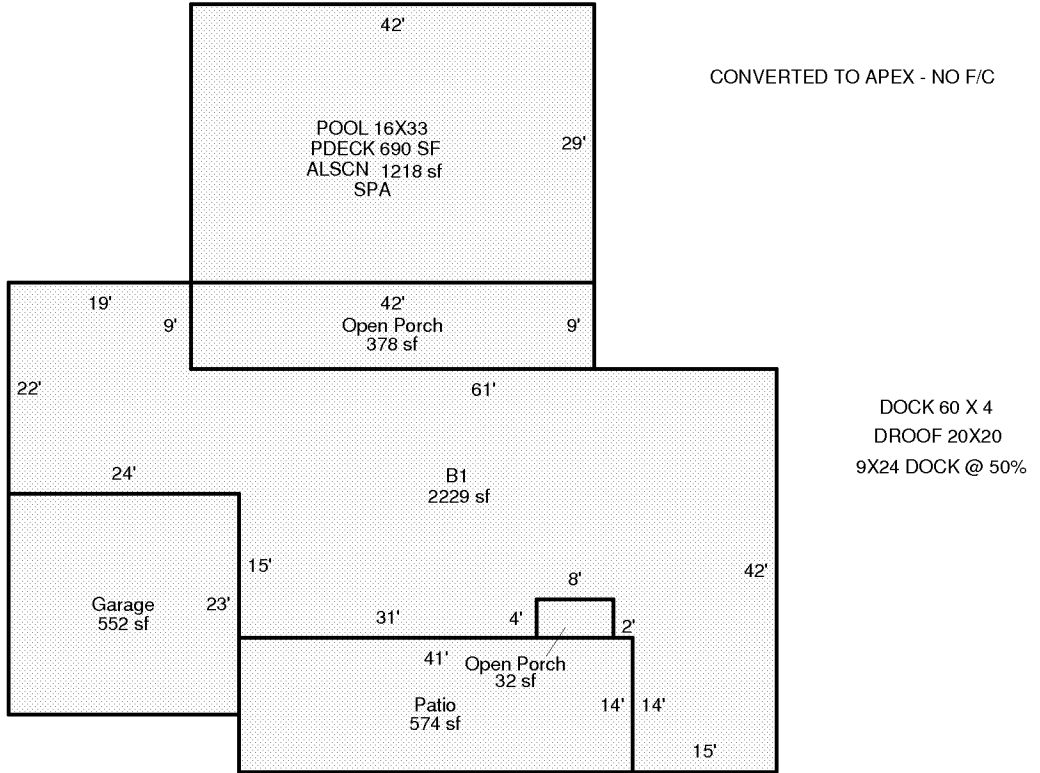 42'
CONVERTED TO APEX - NO F/C
POOL 16X33
PDECK 690 SF
ALSCN 1218 sf
SPA
29'
19'
9'
42'
Open Porch
378 sf
9'
22'
61'
DOCK 60 X 4
DROOF 20X20
9X24 DOCK @ 50%
24'
B1
2229 sf
15'
42'
8'
Garage
552 sf
23'
31'
4'
2'
41'
Open Porch
32 sf
Patio
574 sf
14'
14'
15'